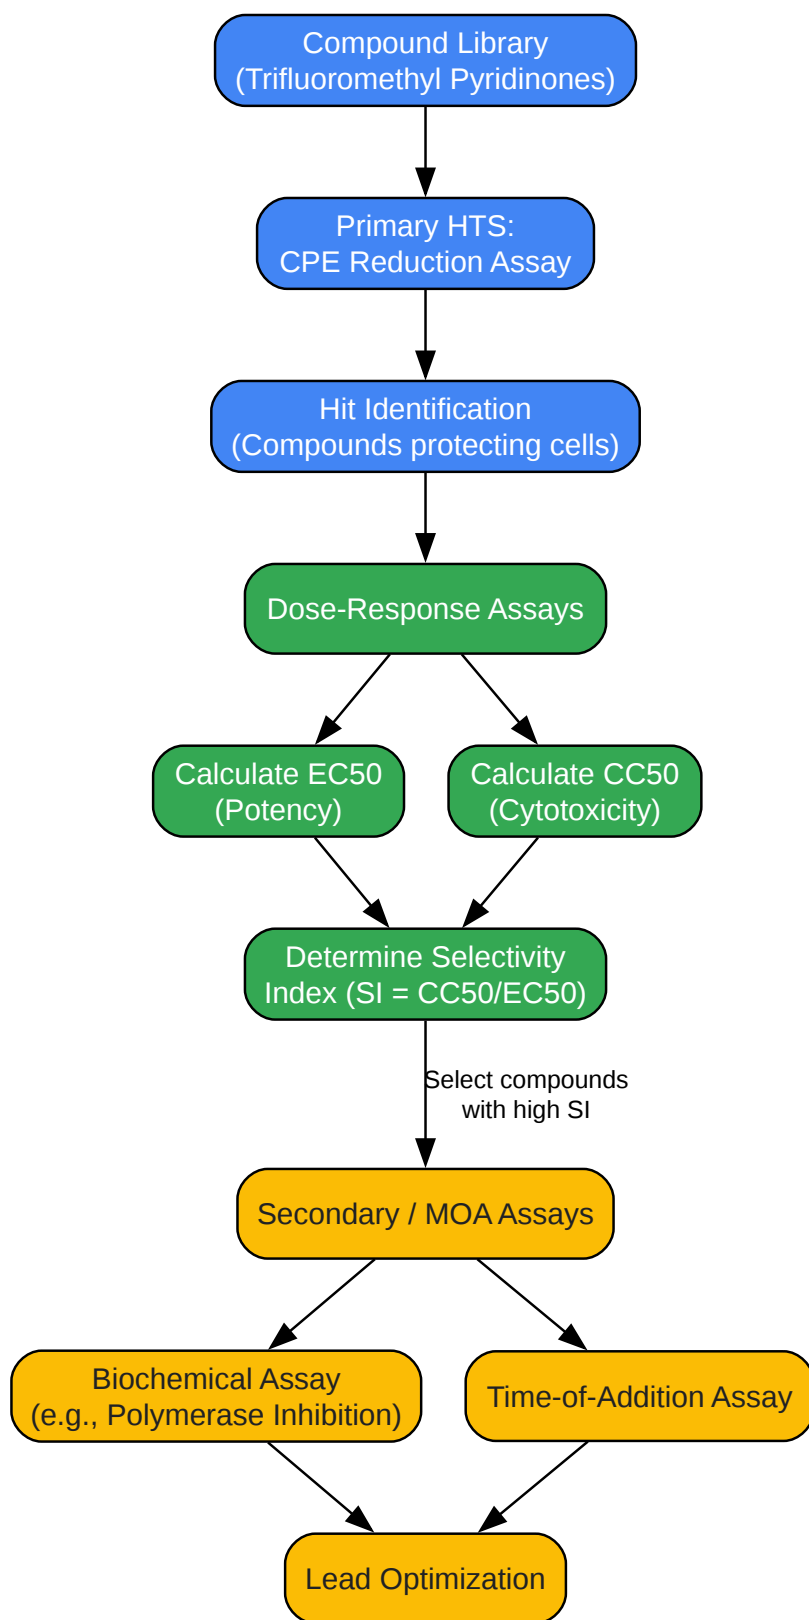 Compound Library
(Trifluoromethyl Pyridinones)
Primary HTS:
CPE Reduction Assay
Hit Identification
(Compounds protecting cells)
Dose-Response Assays
Calculate EC50
(Potency)
Calculate CC50
(Cytotoxicity)
Determine Selectivity
Index (SI = CC50/EC50)
Select compounds
with high SI
Secondary / MOA Assays
Biochemical Assay
(e.g., Polymerase Inhibition)
Time-of-Addition Assay
Lead Optimization